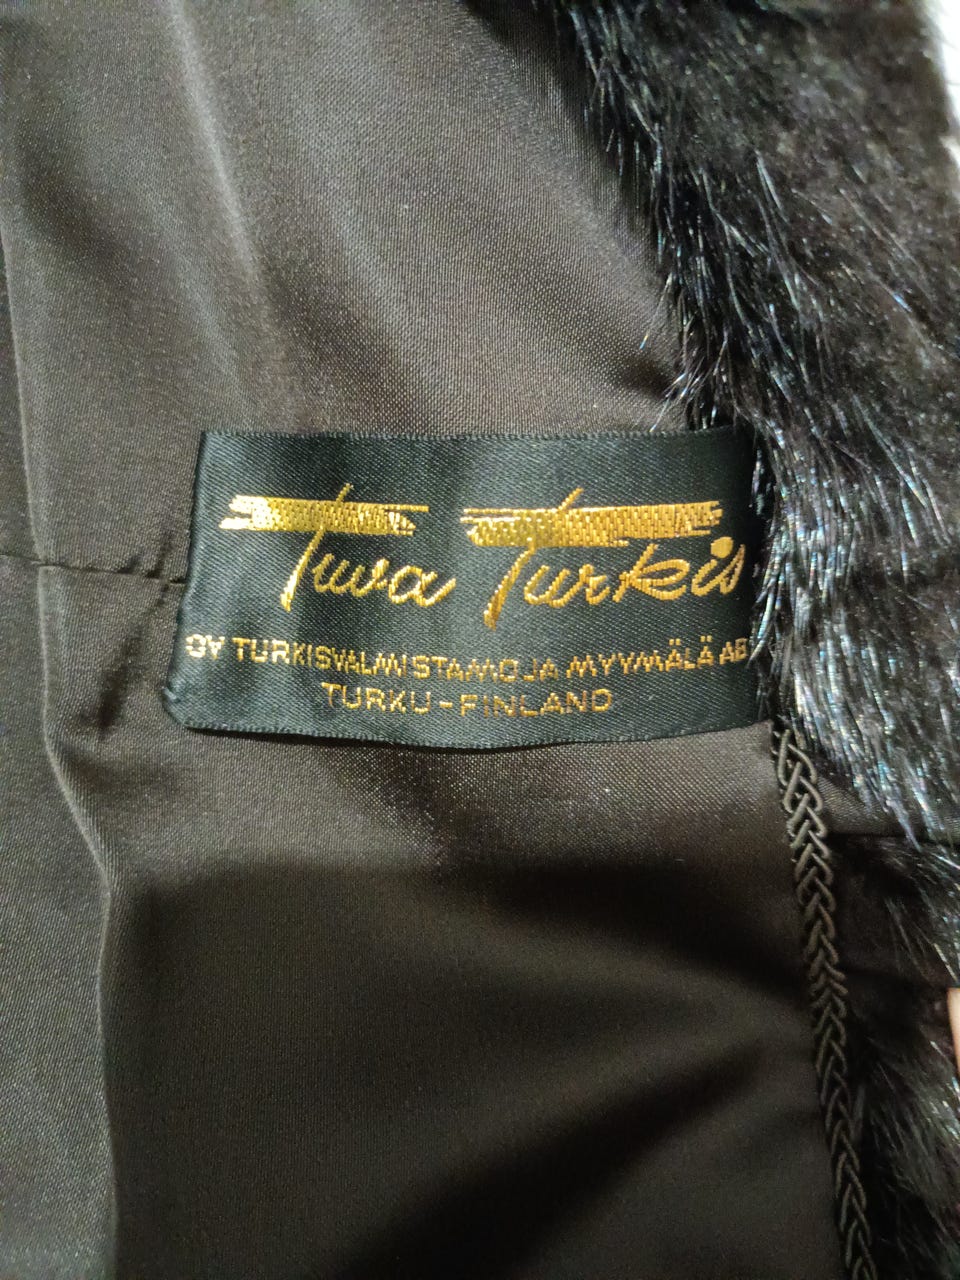 Tuva Turkis
OY TURKISVALMISTAMO JA MYYMÄLÄ AB
TURKU-FINLAND